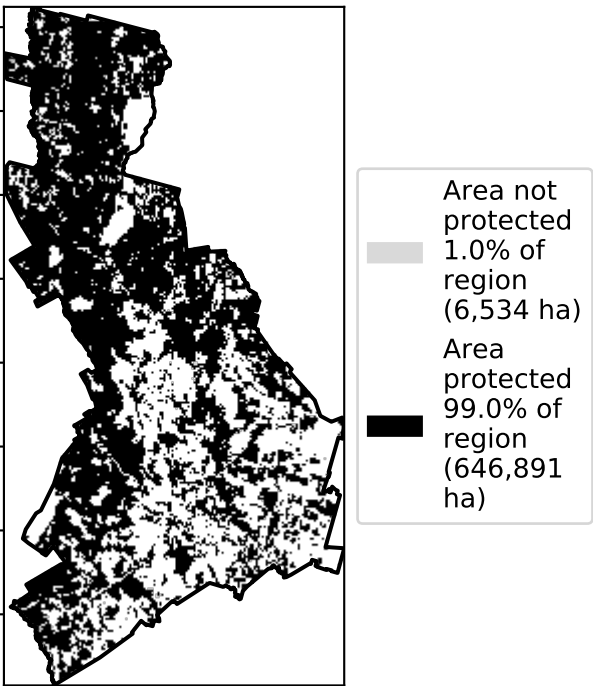 Area not
protected
1.0% of
region
(6,534 ha)
Area
protected
99.0% of
region
(646,891
ha)